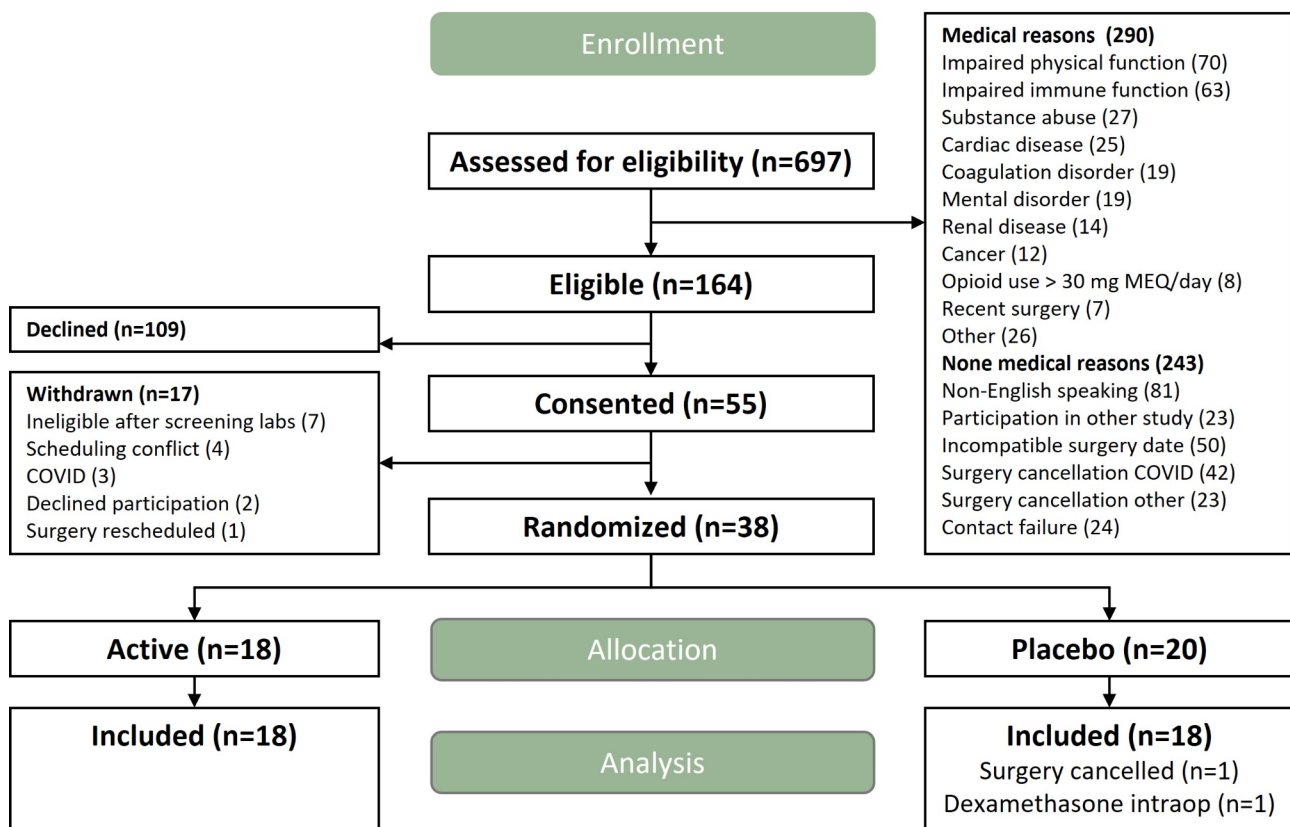 Enrollment
Assessed for eligibility (n=697)
Medical reasons (290)
Impaired physical function (70)
Impaired immune function (63)
Substance abuse (27)
Cardiac disease (25)
Coagulation disorder (19)
Mental disorder (19)
Renal disease (14)
Cancer (12)
Opioid use > 30 mg MEQ/day (8)
Recent surgery (7)
Other (26)
None medical reasons (243)
Non-English speaking (81)
Participation in other study (23)
Incompatible surgery date (50)
Surgery cancellation COVID (42)
Surgery cancellation other (23)
Contact failure (24)
Eligible (n=164)
Declined (n=109)
Consented (n=55)
Withdrawn (n=17)
Ineligible after screening labs (7)
Scheduling conflict (4)
COVID (3)
Declined participation (2)
Surgery rescheduled (1)
Randomized (n=38)
Active (n=18)
Allocation
Placebo (n=20)
Included (n=18)
Analysis
Included (n=18)
Surgery cancelled (n=1)
Dexamethasone intraop (n=1)